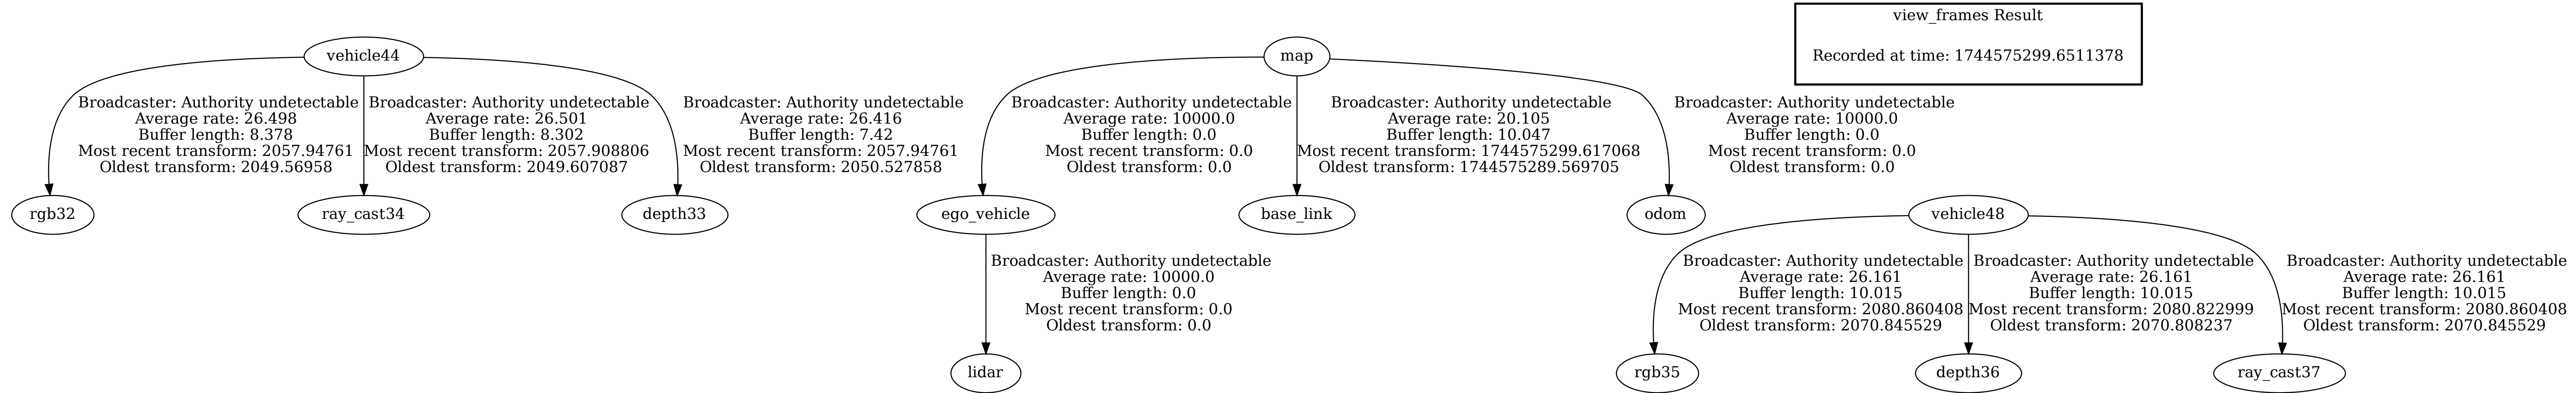 view_frames Result
Recorded at time: 1744575299.6511378
vehicle44
Broadcaster: Authority undetectable
Average rate: 26.498
Buffer length: 8.378
Most recent transform: 2057.94761
Oldest transform: 2049.56958
rgb32
Broadcaster: Authority undetectable
Average rate: 26.501
Buffer length: 8.302
Most recent transform: 2057.908806
Oldest transform: 2049.607087
ray_cast34
Broadcaster: Authority undetectable
Average rate: 26.416
Buffer length: 7.42
Most recent transform: 2057.94761
Oldest transform: 2050.527858
depth33
map
Broadcaster: Authority undetectable
Average rate: 10000.0
Buffer length: 0.0
Most recent transform: 0.0
Oldest transform: 0.0
ego_vehicle
Broadcaster: Authority undetectable
Average rate: 20.105
Buffer length: 10.047
Most recent transform: 1744575299.617068
Oldest transform: 1744575289.569705
base_link
Broadcaster: Authority undetectable
Average rate: 10000.0
Buffer length: 0.0
Most recent transform: 0.0
Oldest transform: 0.0
odom
Broadcaster: Authority undetectable
Average rate: 10000.0
Buffer length: 0.0
Most recent transform: 0.0
Oldest transform: 0.0
lidar
vehicle48
Broadcaster: Authority undetectable
Average rate: 26.161
Buffer length: 10.015
Most recent transform: 2080.860408
Oldest transform: 2070.845529
rgb35
Broadcaster: Authority undetectable
Average rate: 26.161
Buffer length: 10.015
Most recent transform: 2080.822999
Oldest transform: 2070.808237
depth36
Broadcaster: Authority undetectable
Average rate: 26.161
Buffer length: 10.015
Most recent transform: 2080.860408
Oldest transform: 2070.845529
ray_cast37